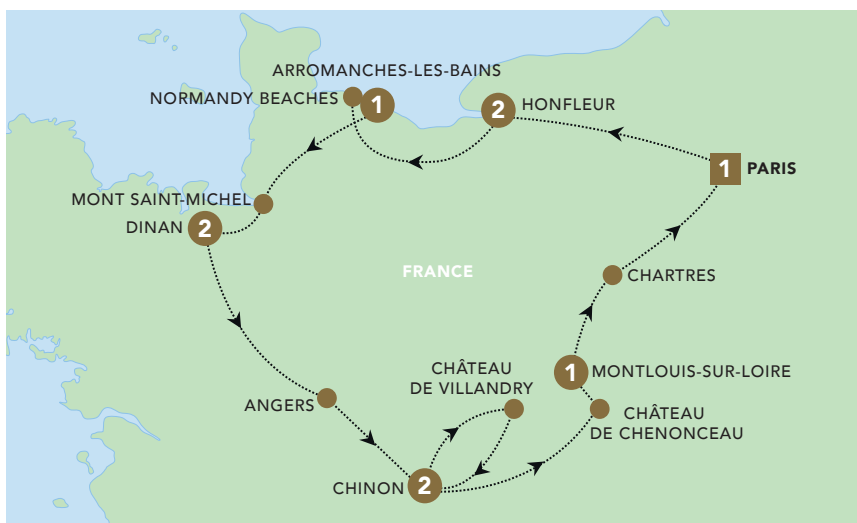 ARROMANCHES-LES-BAINS
NORMANDY BEACHES
1
2
HONFLEUR
1
PARIS
MONT SAINT-MICHEL
DINAN
2
FRANCE
CHARTRES
CHÂTEAU
DE VILLANDRY
1
MONTLOUIS-SUR-LOIRE
ANGERS
CHÂTEAU
DE CHENONCEAU
CHINON
2